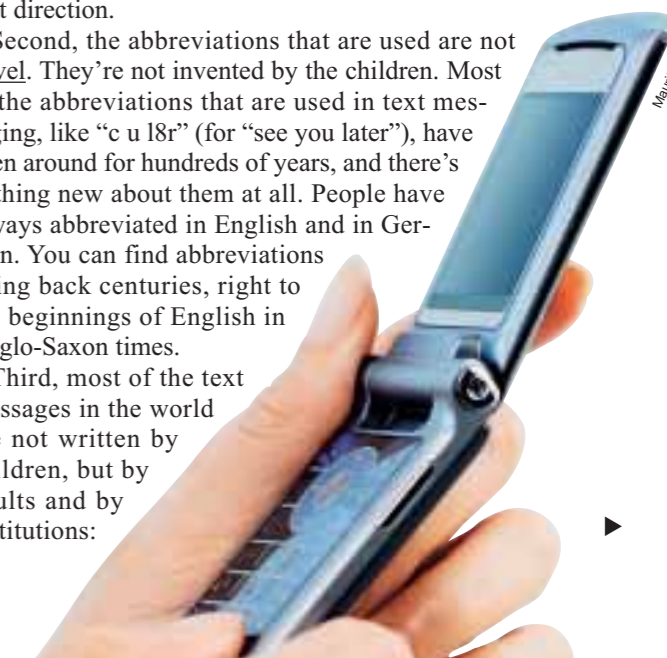 t direction.
Second, the abbreviations that are used are not
vel. They're not invented by the children. Most
the abbreviations that are used in text mes-
ging, like “c u l8r” (for “see you later”), have
en around for hundreds of years, and there's
thing new about them at all. People have
ways abbreviated in English and in Ger-
n. You can find abbreviations
ing back centuries, right to
beginnings of English in
glo-Saxon times.
Third, most of the text
ssages in the world
e not written by
ildren, but by
ults and by
titutions: